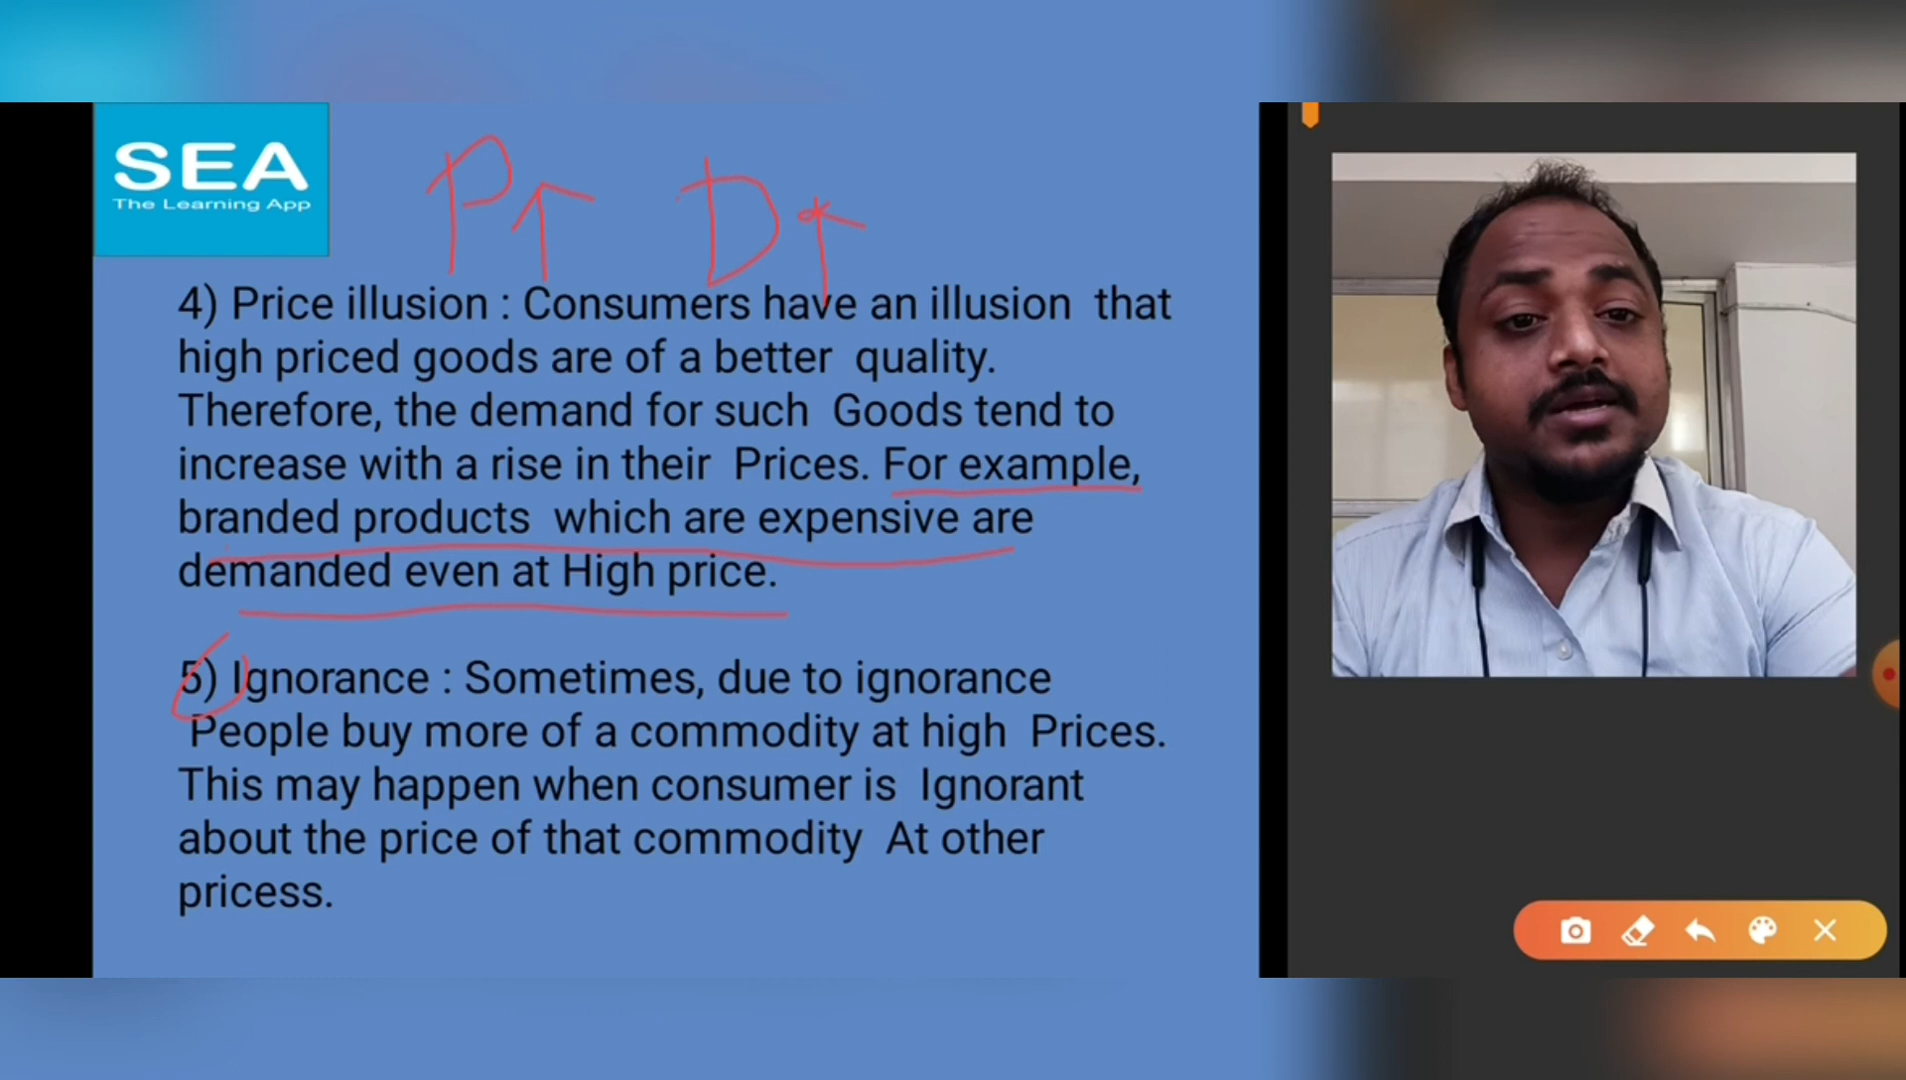 SEA
The Learning App
P↑ D↑
4) Price illusion : Consumers have an illusion that
high priced goods are of a better quality.
Therefore, the demand for such Goods tend to
increase with a rise in their Prices. For example,
branded products which are expensive are
demanded even at High price.
5) Ignorance : Sometimes, due to ignorance
People buy more of a commodity at high Prices.
This may happen when consumer is Ignorant
about the price of that commodity At other
pricess.